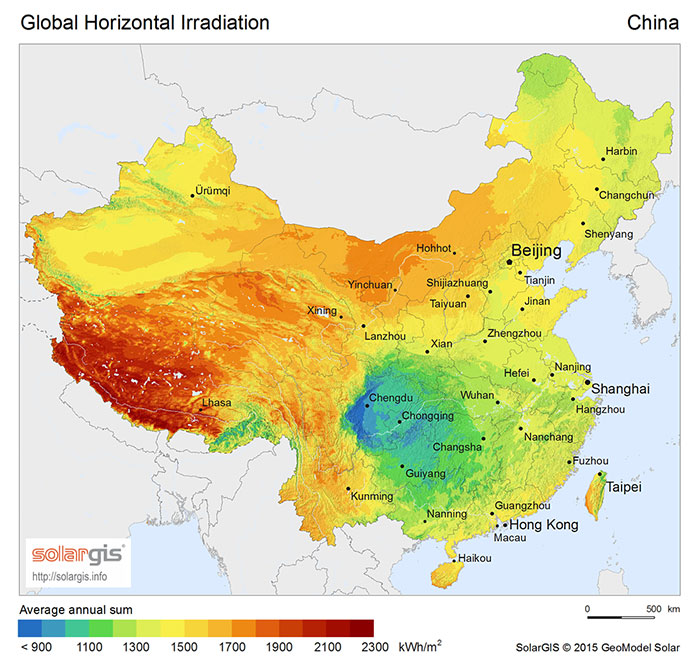 Global Horizontal Irradiation
China
Harbin
Ürümqi
Changchun
Shenyang
Hohhot
Beijing
Tianjin
Yinchuan
Shijiazhuang
Taiyuan
Jinan
Xining
Lanzhou
Zhengzhou
Xian
Hefei
Nanjing
Shanghai
Lhasa
Chengdu
Wuhan
Hangzhou
Chongqing
Changsha
Nanchang
Guiyang
Fuzhou
Kunming
Taipei
Nanning
Guangzhou
Hong Kong
Macau
Haikou
solargis®
http://solargis.info
Average annual sum
0 500 km
< 900 1100 1300 1500 1700 1900 2100 2300 kWh/m²
SolarGIS © 2015 GeoModel Solar